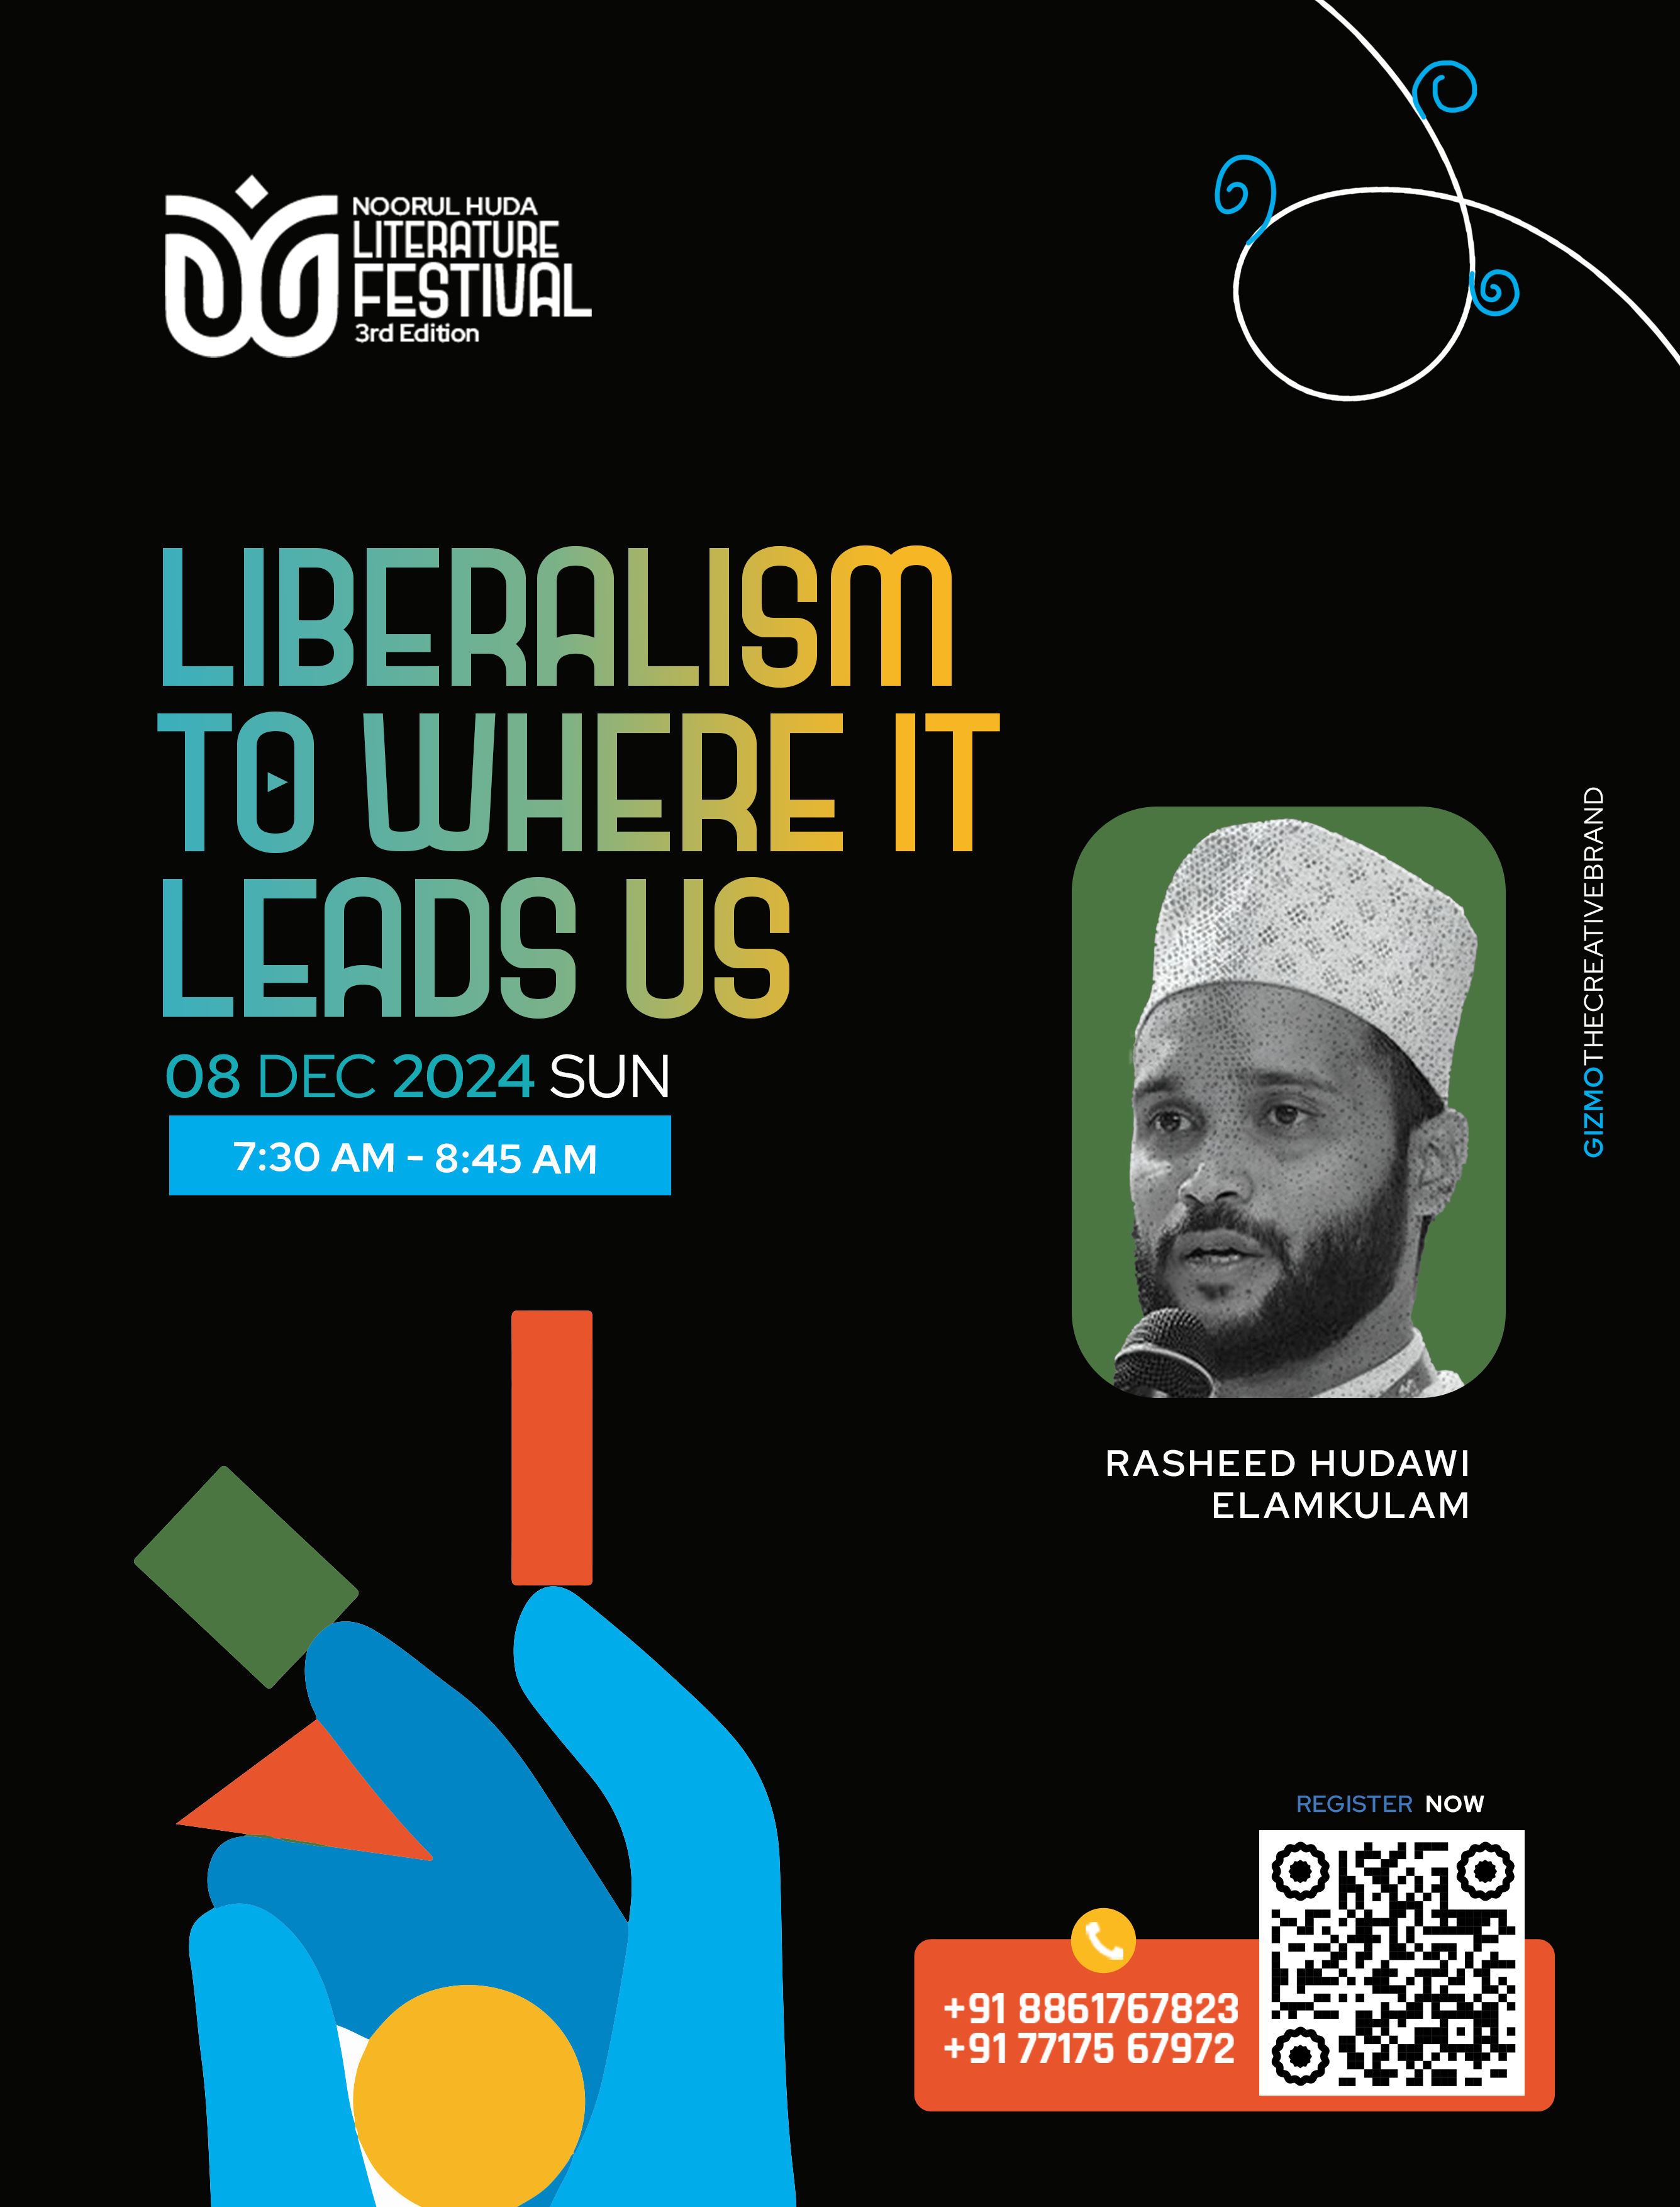 NOORUL HUDA
LITERATURE
FESTIVAL
3rd Edition
LIBERALISM
TO WHERE IT
LEADS US
08 DEC 2024 SUN
7:30 AM - 8:45 AM
GIZMOTHECREATIVEBRAND
RASHEED HUDAWI
ELAMKULAM
REGISTER NOW
+91 8861767823
+91 77175 67972